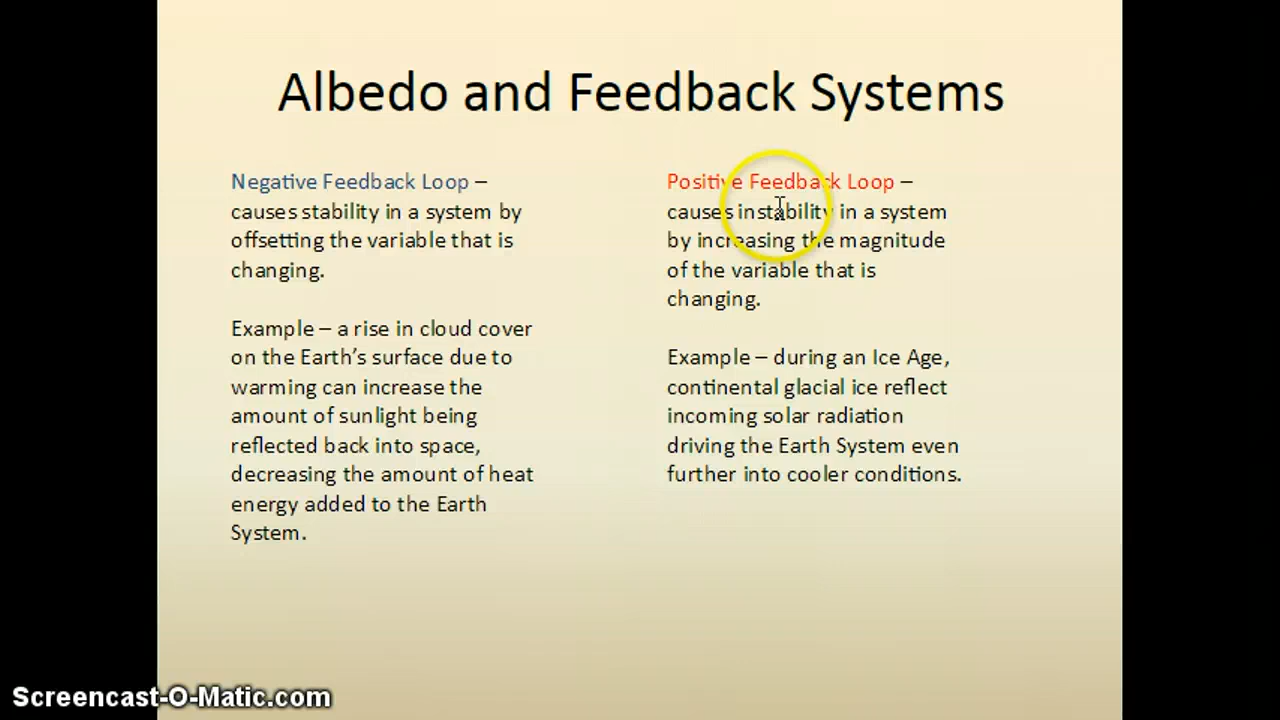 Albedo and Feedback Systems
Negative Feedback Loop –
causes stability in a system by
offsetting the variable that is
changing.
Example – a rise in cloud cover
on the Earth’s surface due to
warming can increase the
amount of sunlight being
reflected back into space,
decreasing the amount of heat
energy added to the Earth
System.
Positive Feedback Loop –
causes instability in a system
by increasing the magnitude
of the variable that is
changing.
Example – during an Ice Age,
continental glacial ice reflect
incoming solar radiation
driving the Earth System even
further into cooler conditions.
Screencast-O-Matic.com